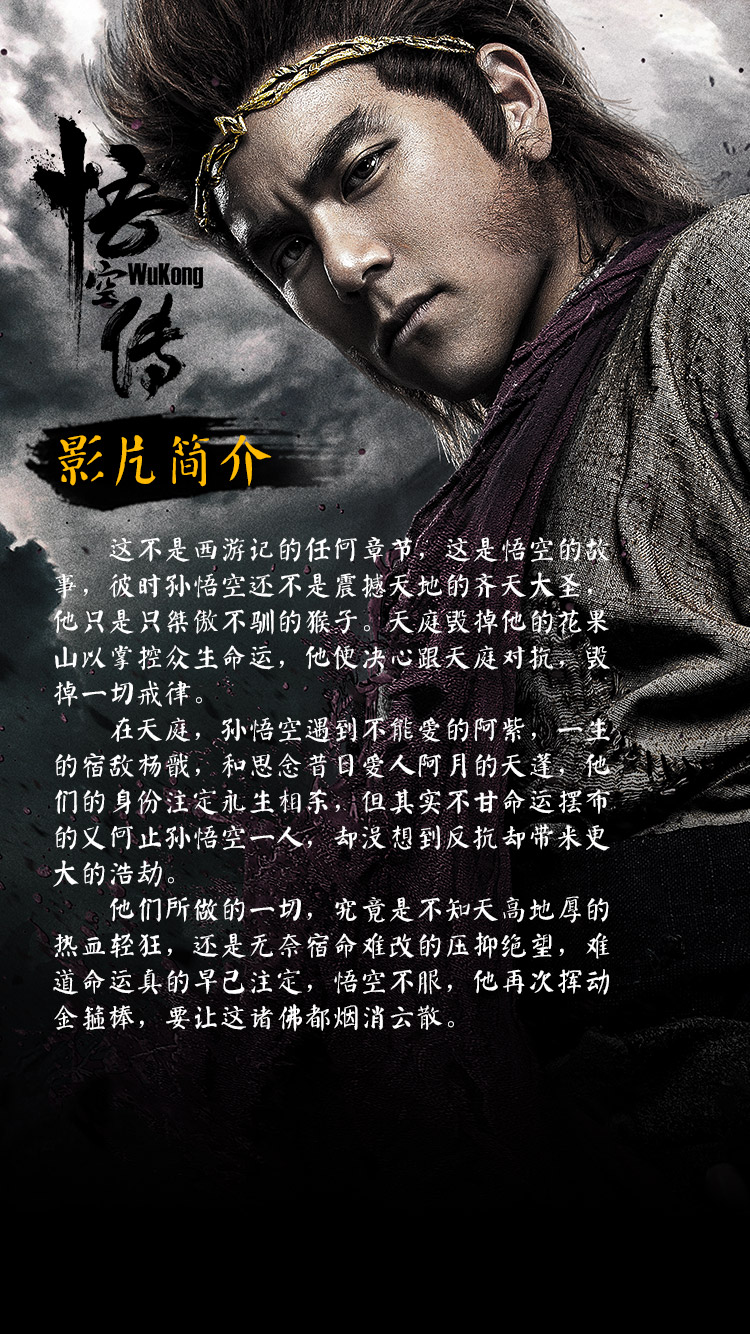 悟空传
WuKong
影片简介
这不是西游记的任何章节，这是悟空的故
事，彼时孙悟空还不是震撼天地的齐天大圣，
他只是只桀傲不驯的猴子。天庭毁掉他的花果
山以掌控众生命运，他便决心跟天庭对抗，毁
掉一切戒律。
在天庭，孙悟空遇到不能爱的阿紫，一生
的宿敌杨戬，和思念昔日爱人阿月的天蓬，他
们的身份注定永生相杀，但其实不甘命运摆布
的又何止孙悟空一人，却没想到反抗却带来更
大的浩劫。
他们所做的一切，究竟是不知天高地厚的
热血轻狂，还是无奈宿命难改的压抑绝望，难
道命运真的早已注定，悟空不服，他再次挥动
金箍棒，要让这诸佛都烟消云散。